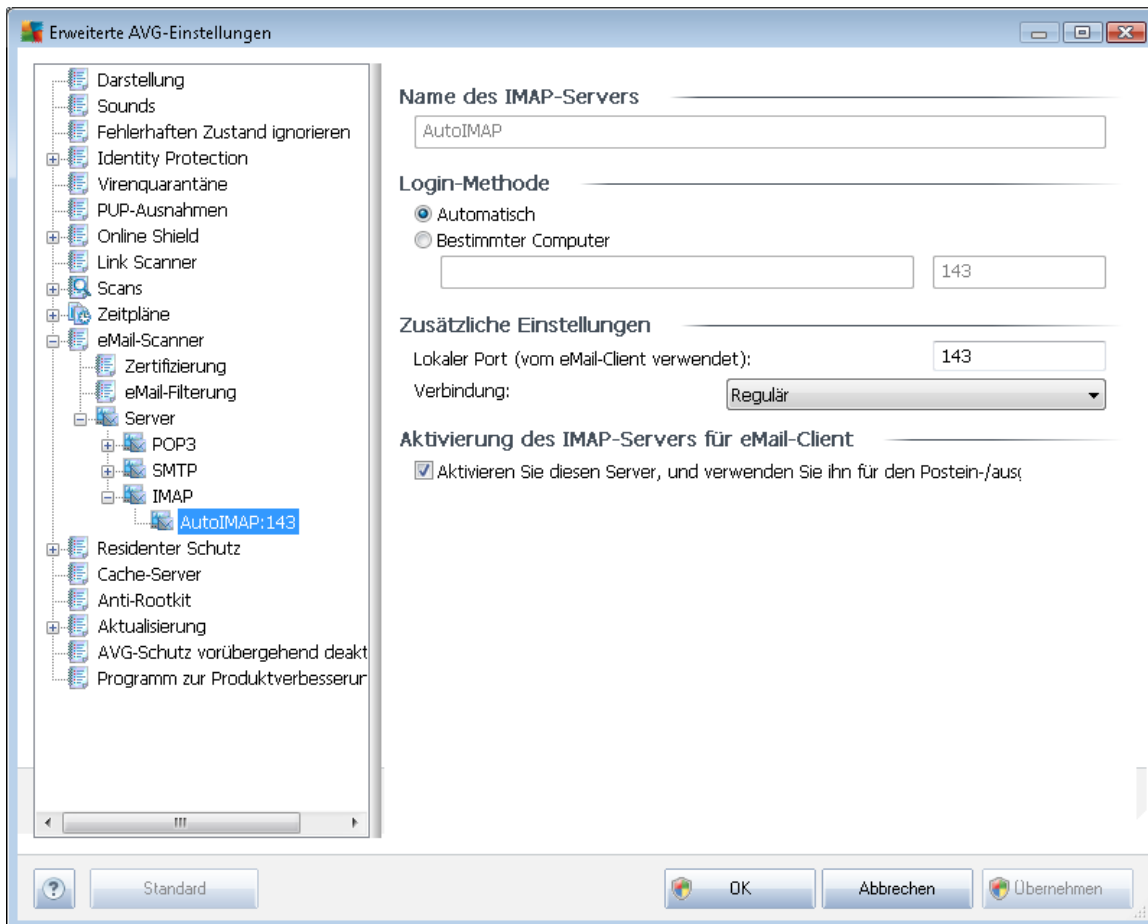 Erweiterte AVG-Einstellungen
Darstellung
Sounds
Fehlerhaften Zustand ignorieren
Identity Protection
Virenquarantäne
PUP-Ausnahmen
Online Shield
Link Scanner
Scans
Zeitpläne
eMail-Scanner
Zertifizierung
eMail-Filterung
Server
POP3
SMTP
IMAP
AutoIMAP:143
Residenter Schutz
Cache-Server
Anti-Rootkit
Aktualisierung
AVG-Schutz vorübergehend deakt
Programm zur Produktverbesserur
Name des IMAP-Servers
AutoIMAP
Login-Methode
Automatisch
Bestimmter Computer
143
Zusätzliche Einstellungen
Lokaler Port (vom eMail-Client verwendet): 143
Verbindung: Regulär
Aktivierung des IMAP-Servers für eMail-Client
Aktivieren Sie diesen Server, und verwenden Sie ihn für den Postein-/ausg
? Standard OK Abbrechen Übernehmen